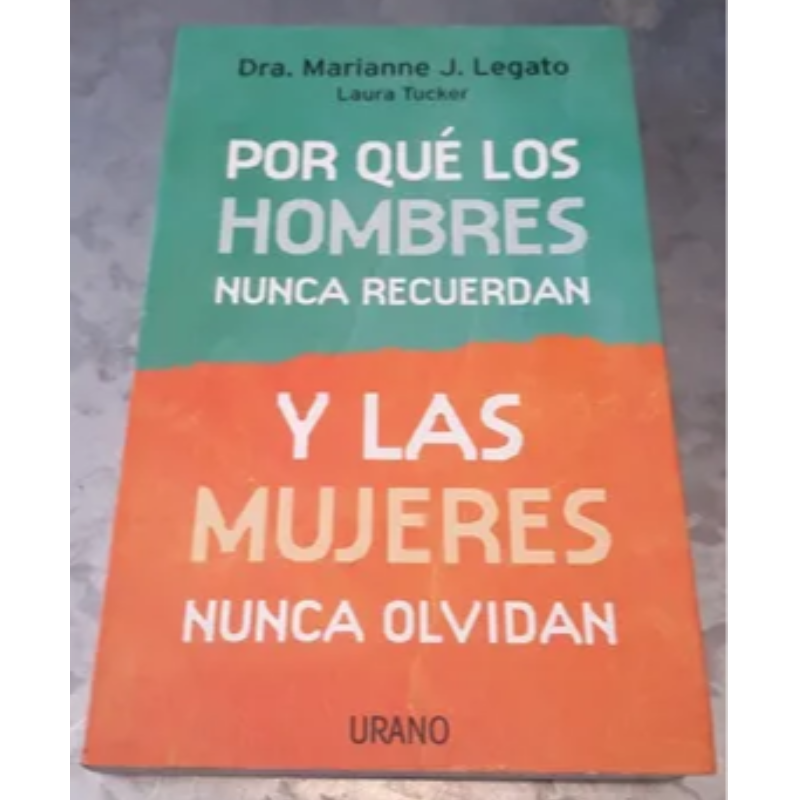 Dra. Marianne J. Legato
Laura Tucker
POR QUÉ LOS
HOMBRES
NUNCA RECUERDAN
Y LAS
MUJERES
NUNCA OLVIDAN
URANO